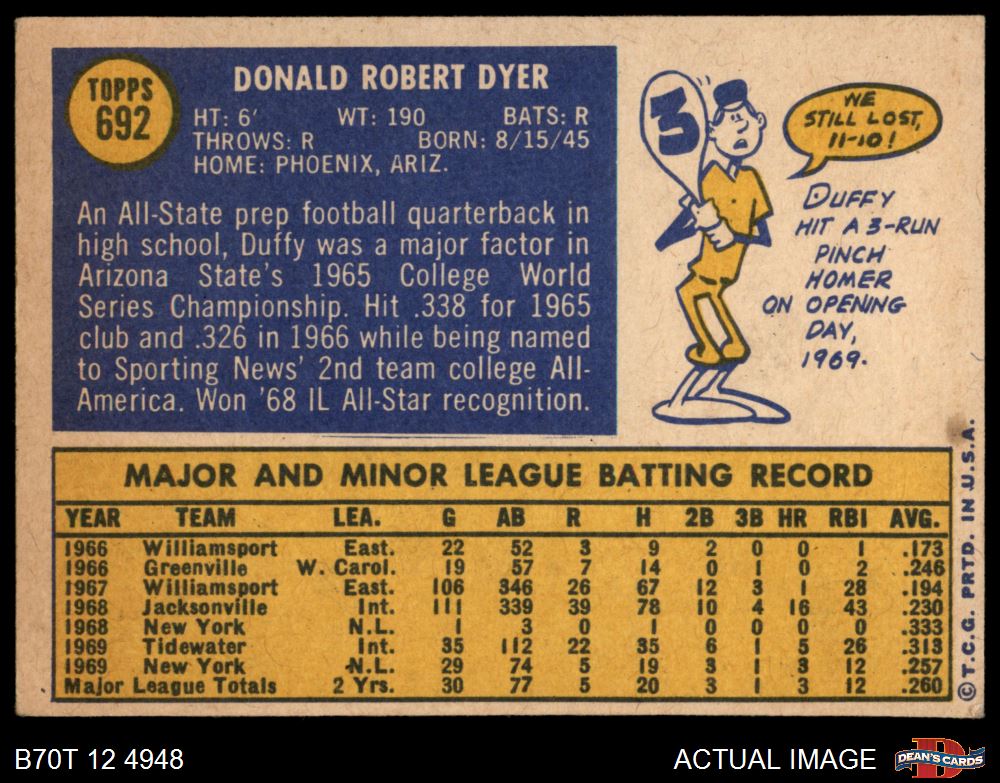 TOPPS
692
DONALD ROBERT DYER
HT: 6' WT: 190 BATS: R
THROWS: R BORN: 8/15/45
HOME: PHOENIX, ARIZ.
An All-State prep football quarterback in
high school, Duffy was a major factor in
Arizona State's 1965 College World
Series Championship. Hit .338 for 1965
club and .326 in 1966 while being named
to Sporting News' 2nd team college All-
America. Won '68 IL All-Star recognition.
3
WE
STILL LOST,
11-10!
DUFFY
HIT A 3-RUN
PINCH
HOMER
ON OPENING
DAY,
1969.
MAJOR AND MINOR LEAGUE BATTING RECORD
YEAR TEAM LEA. G AB R H 2B 3B HR RBI AVG.
1966 Williamsport East. 22 52 3 9 2 0 0 1 .173
1966 Greenville W. Carol. 19 57 7 14 0 1 0 2 .246
1967 Williamsport East. 106 346 26 67 12 3 1 28 .194
1968 Jacksonville Int. 111 339 39 78 10 4 16 43 .230
1968 New York N.L. 1 3 0 1 0 0 0 0 .333
1969 Tidewater Int. 35 112 22 35 6 1 5 26 .313
1969 New York N.L. 29 74 5 19 3 1 3 12 .257
Major League Totals 2 Yrs. 30 77 5 20 3 1 3 12 .260
© T.C.G. PRTD. IN U.S.A.
B70T 12 4948
ACTUAL IMAGE
DEAN'S CARDS